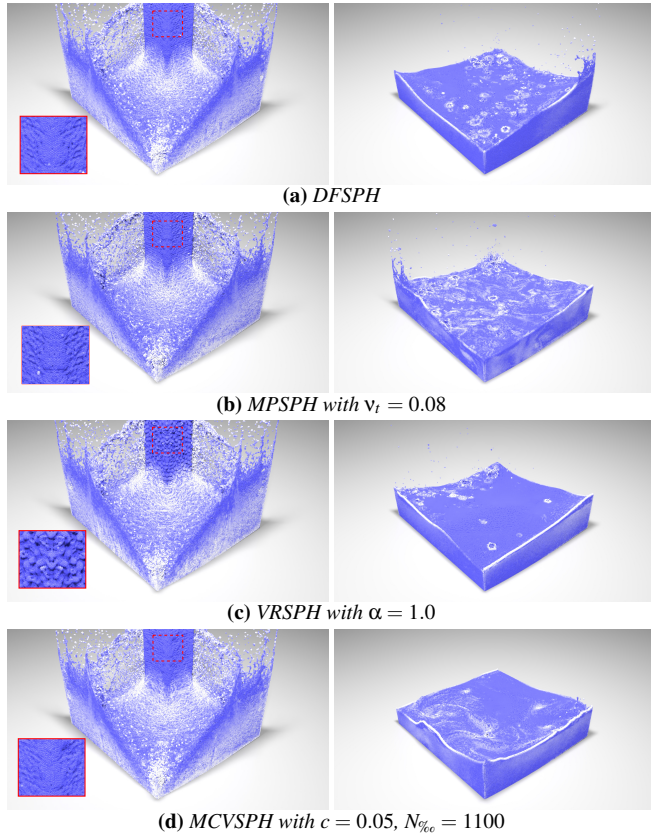 (a) DFSPH
(b) MPSPH with νt = 0.08
(c) VRSPH with α = 1.0
(d) MCVSPH with c = 0.05, N‰ = 1100